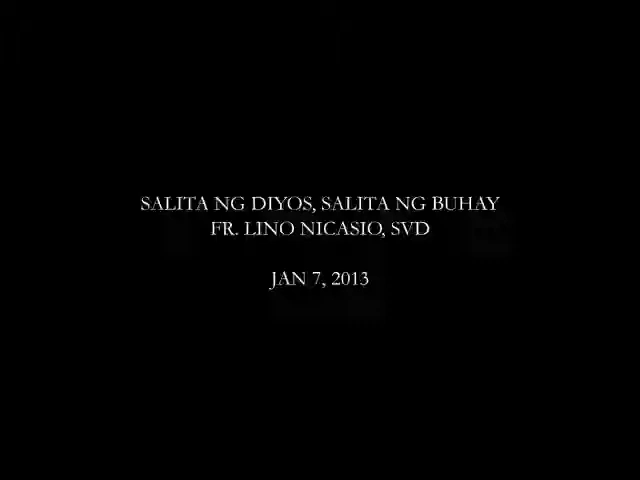 SALITA NG DIYOS, SALITA NG BUHAY
FR. LINO NICASIO, SVD
JAN 7, 2013